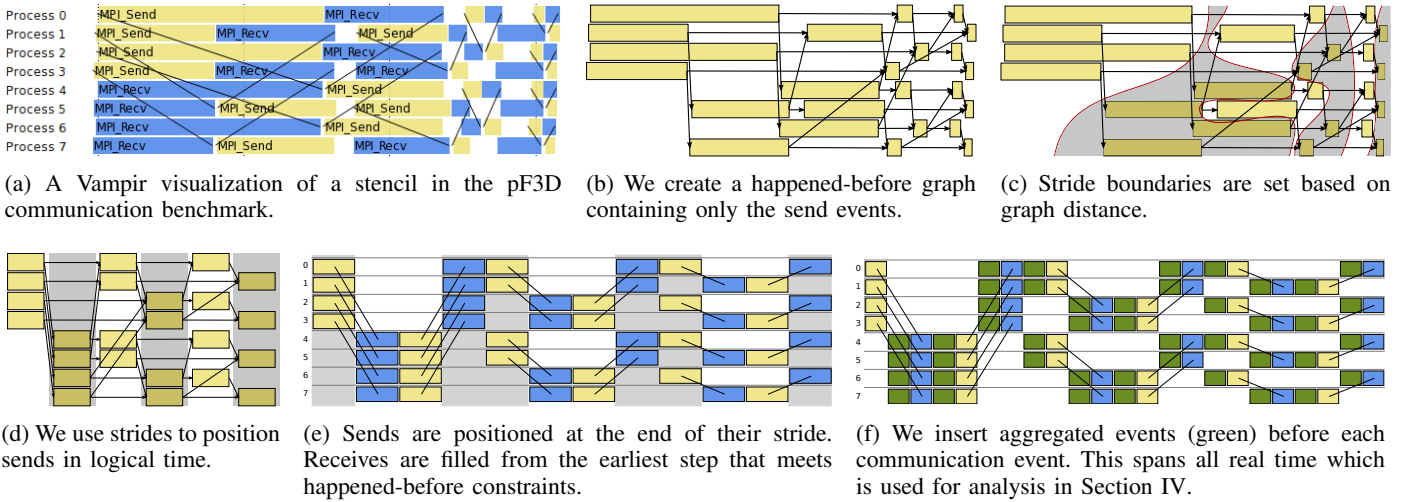 Process 0 MPI_Send MPI_Recv
Process 1 MPI_Send MPI_Recv MPI_Send
Process 2 MPI_Send MPI_Recv
Process 3 MPI_Send MPI_Recv MPI_Recv
Process 4 MPI_Recv MPI_Send
Process 5 MPI_Recv MPI_Send MPI_Send
Process 6 MPI_Recv MPI_Send
Process 7 MPI_Recv MPI_Send MPI_Recv
(a) A Vampir visualization of a stencil in the pF3D
communication benchmark.
(b) We create a happened-before graph
containing only the send events.
(c) Stride boundaries are set based on
graph distance.
(d) We use strides to position
sends in logical time.
0
1
2
3
4
5
6
7
(e) Sends are positioned at the end of their stride.
Receives are filled from the earliest step that meets
happened-before constraints.
0
1
2
3
4
5
6
7
(f) We insert aggregated events (green) before each
communication event. This spans all real time which
is used for analysis in Section IV.